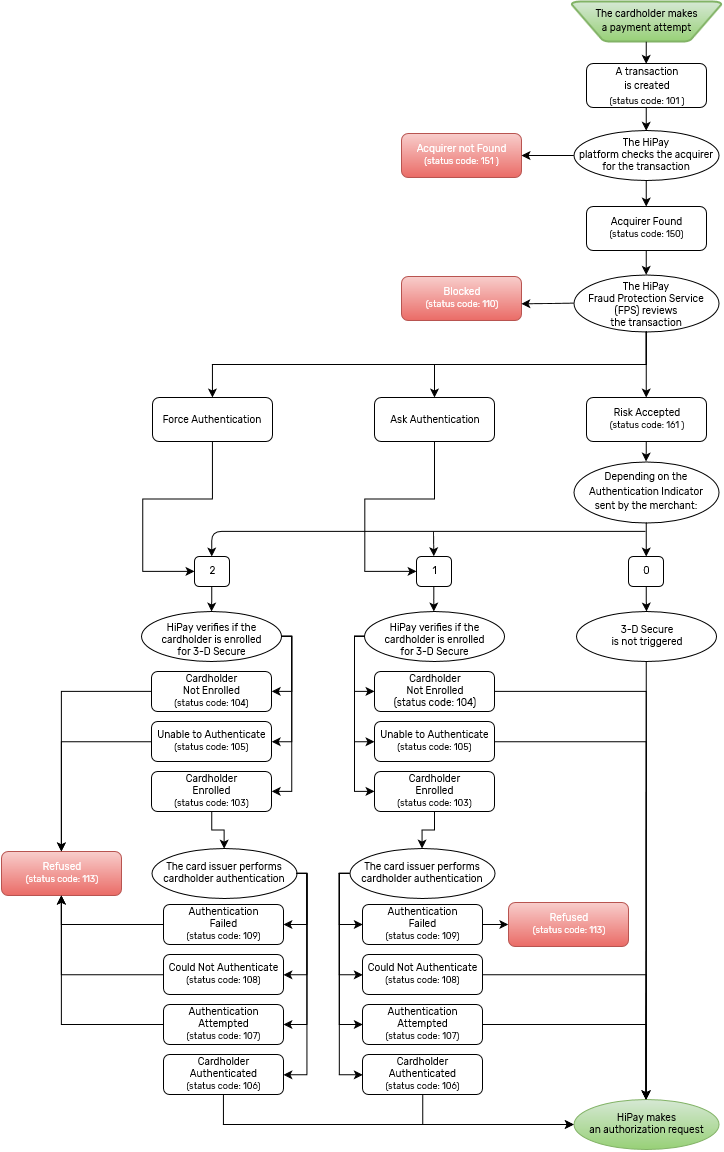 The cardholder makes
a payment attempt
A transaction
is created
(status code: 101 )
The HiPay
platform checks the acquirer
for the transaction
Acquirer not Found
(status code: 151 )
Acquirer Found
(status code: 150)
The HiPay
Fraud Protection Service
(FPS) reviews
the transaction
Blocked
(status code: 110)
Force Authentication
Ask Authentication
Risk Accepted
(status code: 161 )
Depending on the
Authentication Indicator
sent by the merchant:
2
1
0
HiPay verifies if the
cardholder is enrolled
for 3-D Secure
HiPay verifies if the
cardholder is enrolled
for 3-D Secure
3-D Secure
is not triggered
Cardholder
Not Enrolled
(status code: 104)
Cardholder
Not Enrolled
(status code: 104)
Unable to Authenticate
(status code: 105)
Unable to Authenticate
(status code: 105)
Cardholder
Enrolled
(status code: 103)
Cardholder
Enrolled
(status code: 103)
Refused
(status code: 113)
The card issuer performs
cardholder authentication
The card issuer performs
cardholder authentication
Authentication
Failed
(status code: 109)
Authentication
Failed
(status code: 109)
Refused
(status code: 113)
Could Not Authenticate
(status code: 108)
Could Not Authenticate
(status code: 108)
Authentication
Attempted
(status code: 107)
Authentication
Attempted
(status code: 107)
Cardholder
Authenticated
(status code: 106)
Cardholder
Authenticated
(status code: 106)
HiPay makes
an authorization request